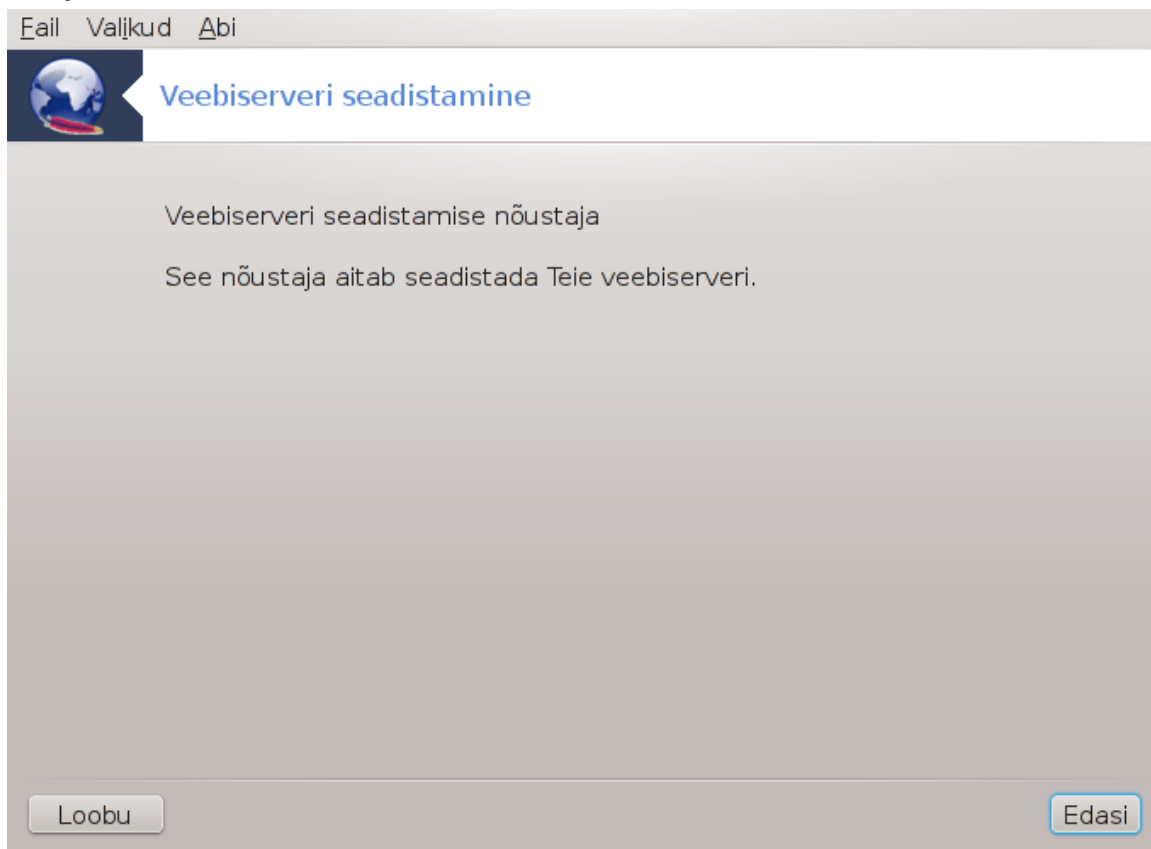 Fail Valikud Abi
Veebiserveri seadistamine
Veebiserveri seadistamise nõustaja
See nõustaja aitab seadistada Teie veebiserveri.
Loobu Edasi